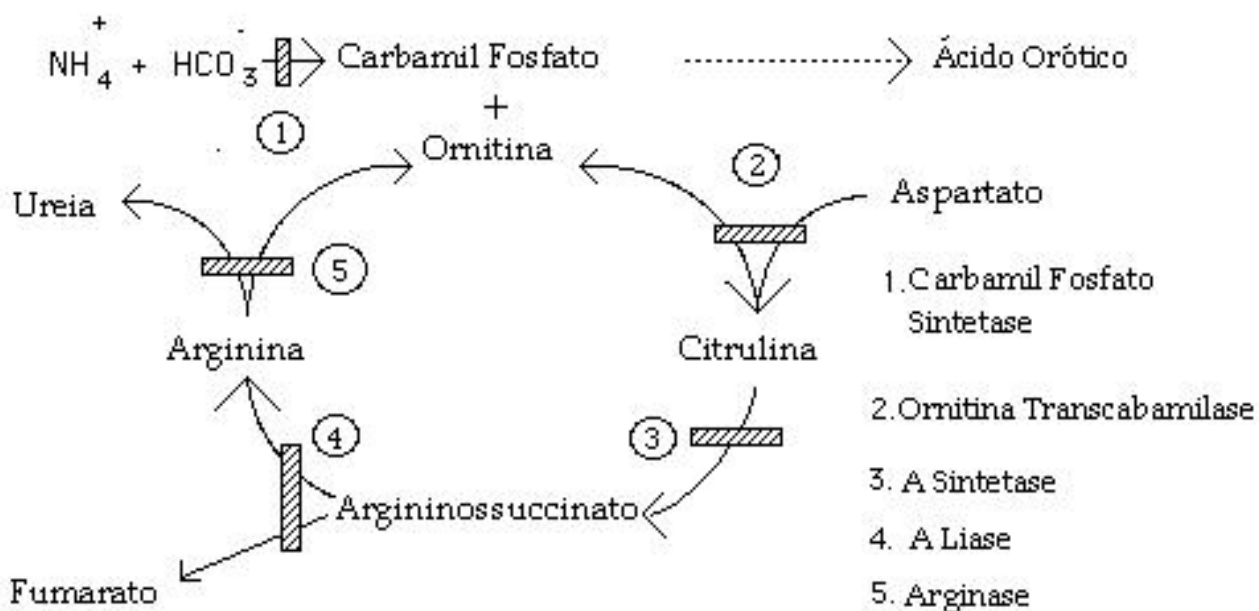 NH4+ + HCO3- Carbamil Fosfato Ácido Orótico
+
1
Ornitina
2
Ureia
Aspartato
5
1. Carbamil Fosfato
Sintetase
Arginina
Citrulina
2. Ornitina Transcabamilase
4
3
3. A Sintetase
Argininossuccinato
4. A Liase
Fumarato
5. Arginase